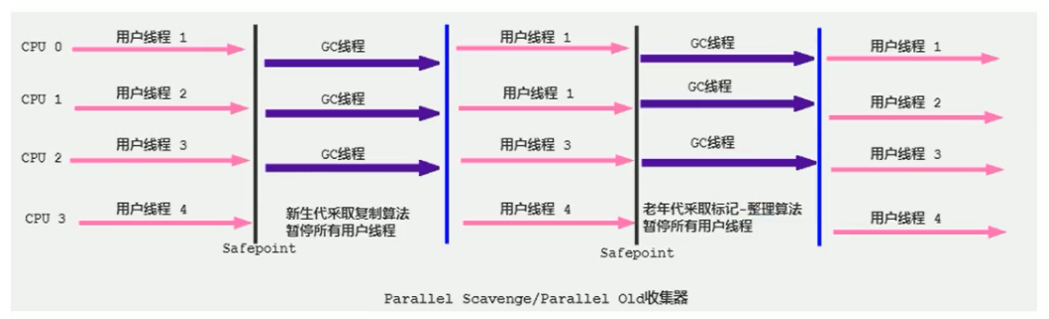 CPU 0
用户线程 1
GC线程
用户线程 1
GC线程
用户线程 1
CPU 1
用户线程 2
GC线程
用户线程 1
GC线程
用户线程 2
CPU 2
用户线程 3
GC线程
用户线程 3
GC线程
用户线程 3
CPU 3
用户线程 4
新生代采取复制算法
暂停所有用户线程
用户线程 4
老年代采取标记-整理算法
暂停所有用户线程
用户线程 4
Safepoint
Safepoint
Parallel Scavenge/Parallel Old收集器